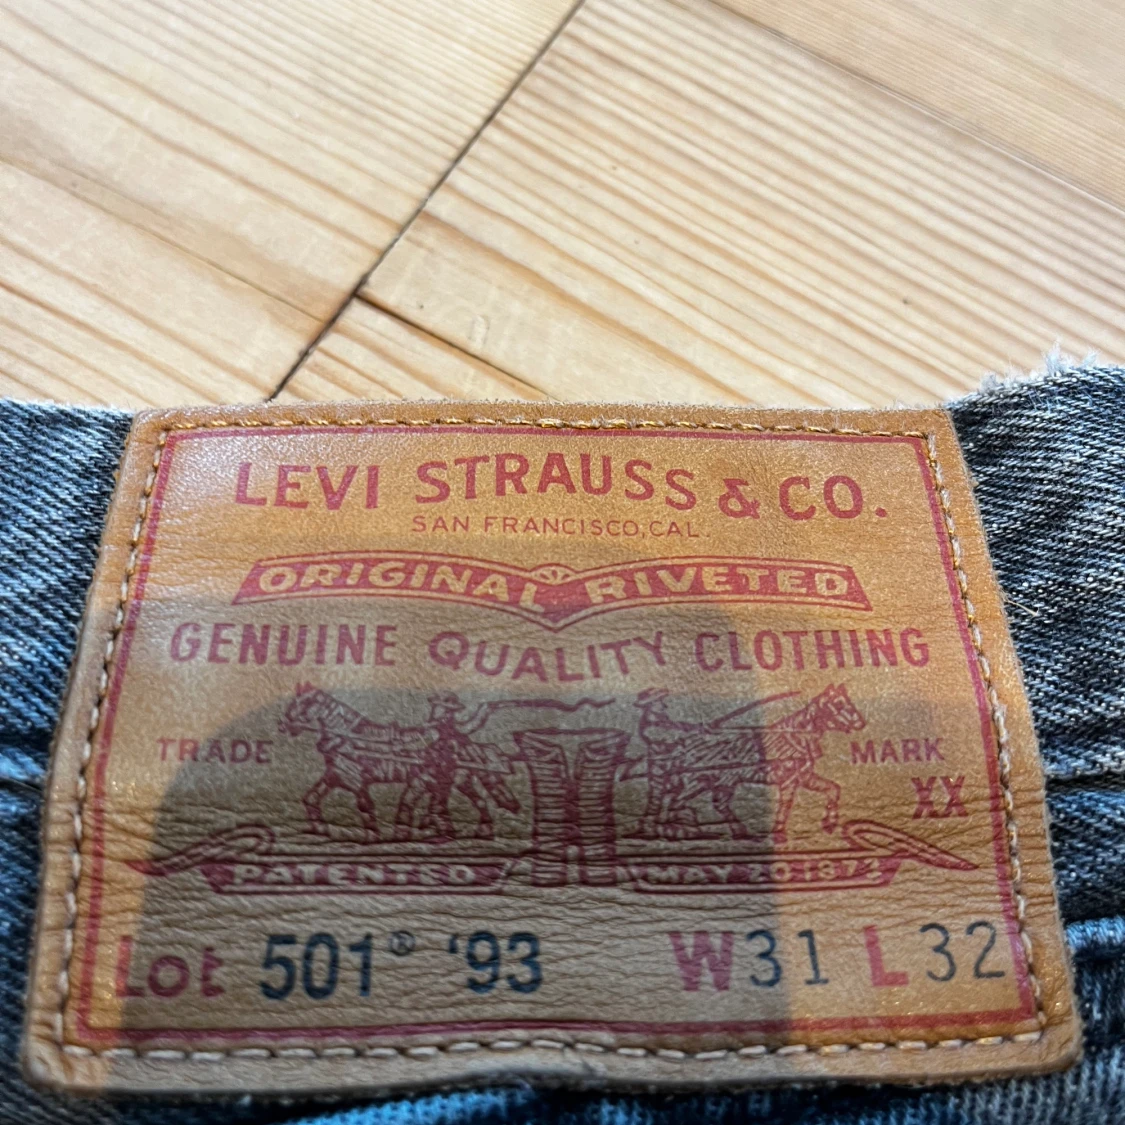 LEVI STRAUSS & CO.
SAN FRANCISCO, CAL.
ORIGINAL RIVETED
GENUINE QUALITY CLOTHING
TRADE MARK
XX
PATENTED MAY 20 1873
Lot 501® '93 W31 L32